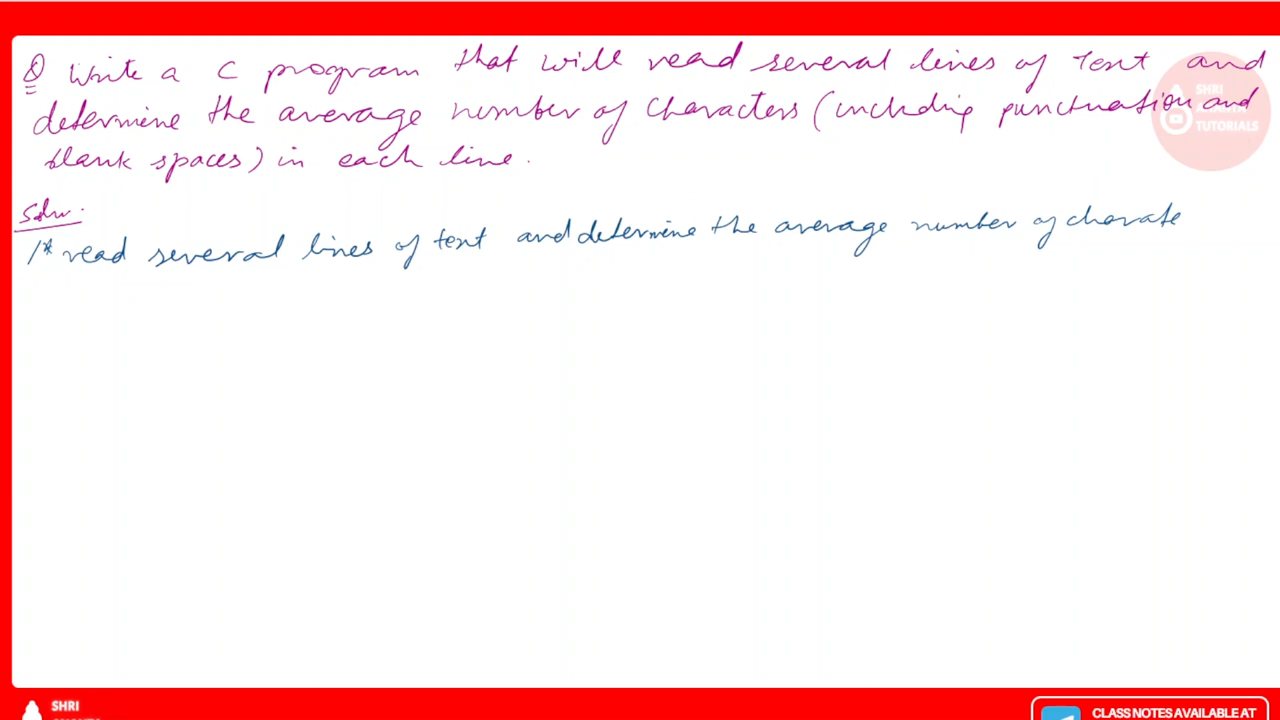 Q Write a C program that will read several lines of text and
determine the average number of characters (including punctuation and
blank spaces) in each line.
Soln.
/* read several lines of text and determine the average number of charate
SHRI
TUTORIALS
SHRI
CLASS NOTES AVAILABLE AT